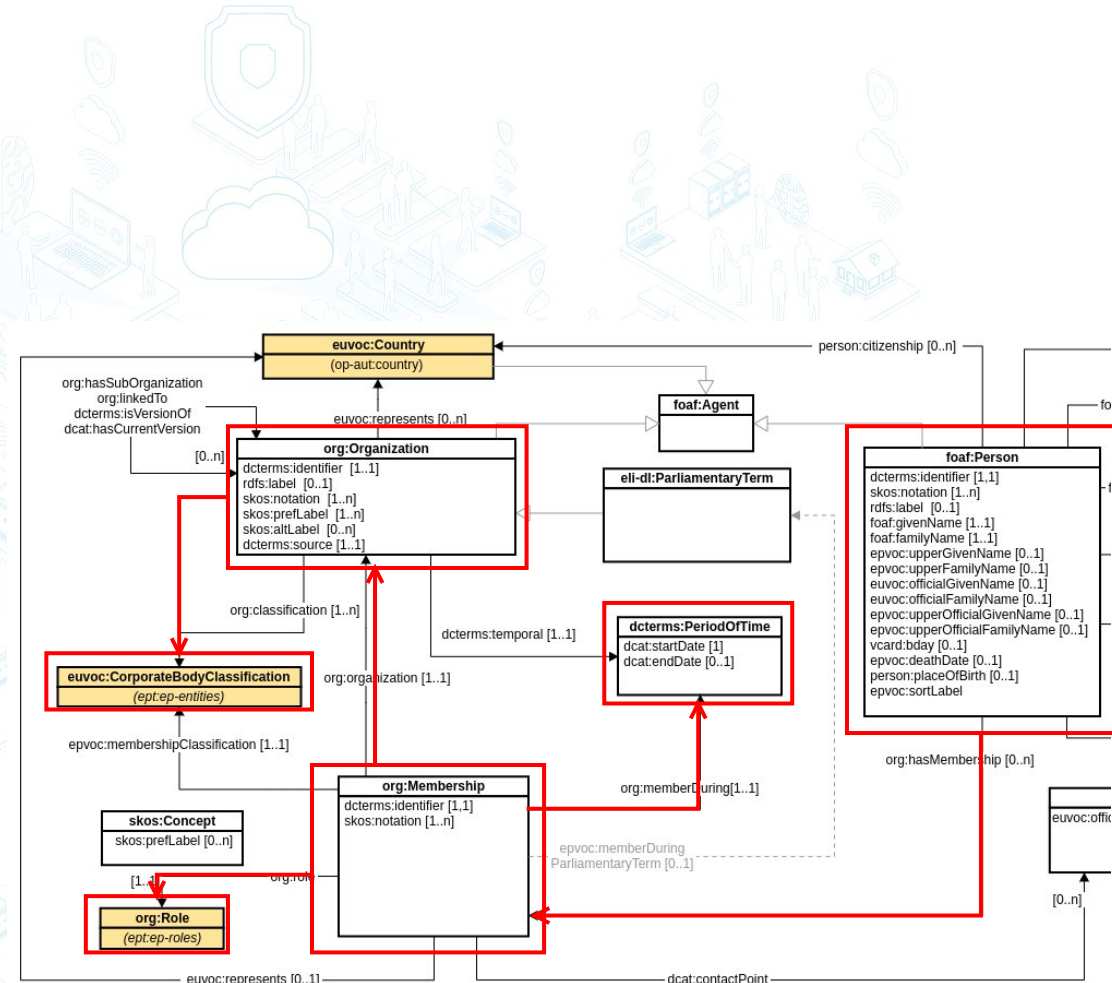 euvoc:Country
(op-aut:country)
person:citizenship [0..n]
org:hasSubOrganization
org:linkedTo
dcterms:isVersionOf
dcat:hasCurrentVersion
[0..n]
euvoc:represents [0..n]
foaf:Agent
org:Organization
dcterms:identifier [1..1]
rdfs:label [0..1]
skos:notation [1..n]
skos:prefLabel [1..n]
skos:altLabel [0..n]
dcterms:source [1..1]
eli-dl:ParliamentaryTerm
foaf:Person
dcterms:identifier [1,1]
skos:notation [1..n]
rdfs:label [0..1]
foaf:givenName [1..1]
foaf:familyName [1..1]
epvoc:upperGivenName [0..1]
epvoc:upperFamilyName [0..1]
euvoc:officialGivenName [0..1]
euvoc:officialFamilyName [0..1]
epvoc:upperOfficialGivenName [0..1]
epvoc:upperOfficialFamilyName [0..1]
vcard:bday [0..1]
epvoc:deathDate [0..1]
person:placeOfBirth [0..1]
epvoc:sortLabel
org:classification [1..n]
dcterms:temporal [1..1]
dcterms:PeriodOfTime
dcat:startDate [1]
dcat:endDate [0..1]
euvoc:CorporateBodyClassification
(ept:ep-entities)
org:organization [1..1]
epvoc:membershipClassification [1..1]
org:hasMembership [0..n]
org:Membership
dcterms:identifier [1,1]
skos:notation [1..n]
org:memberDuring[1..1]
skos:Concept
skos:prefLabel [0..n]
epvoc:memberDuring
ParliamentaryTerm [0..1]
[1..1]
org:role
org:Role
(ept:ep-roles)
[0..n]
euvoc:represents [0..1]
dcat:contactPoint